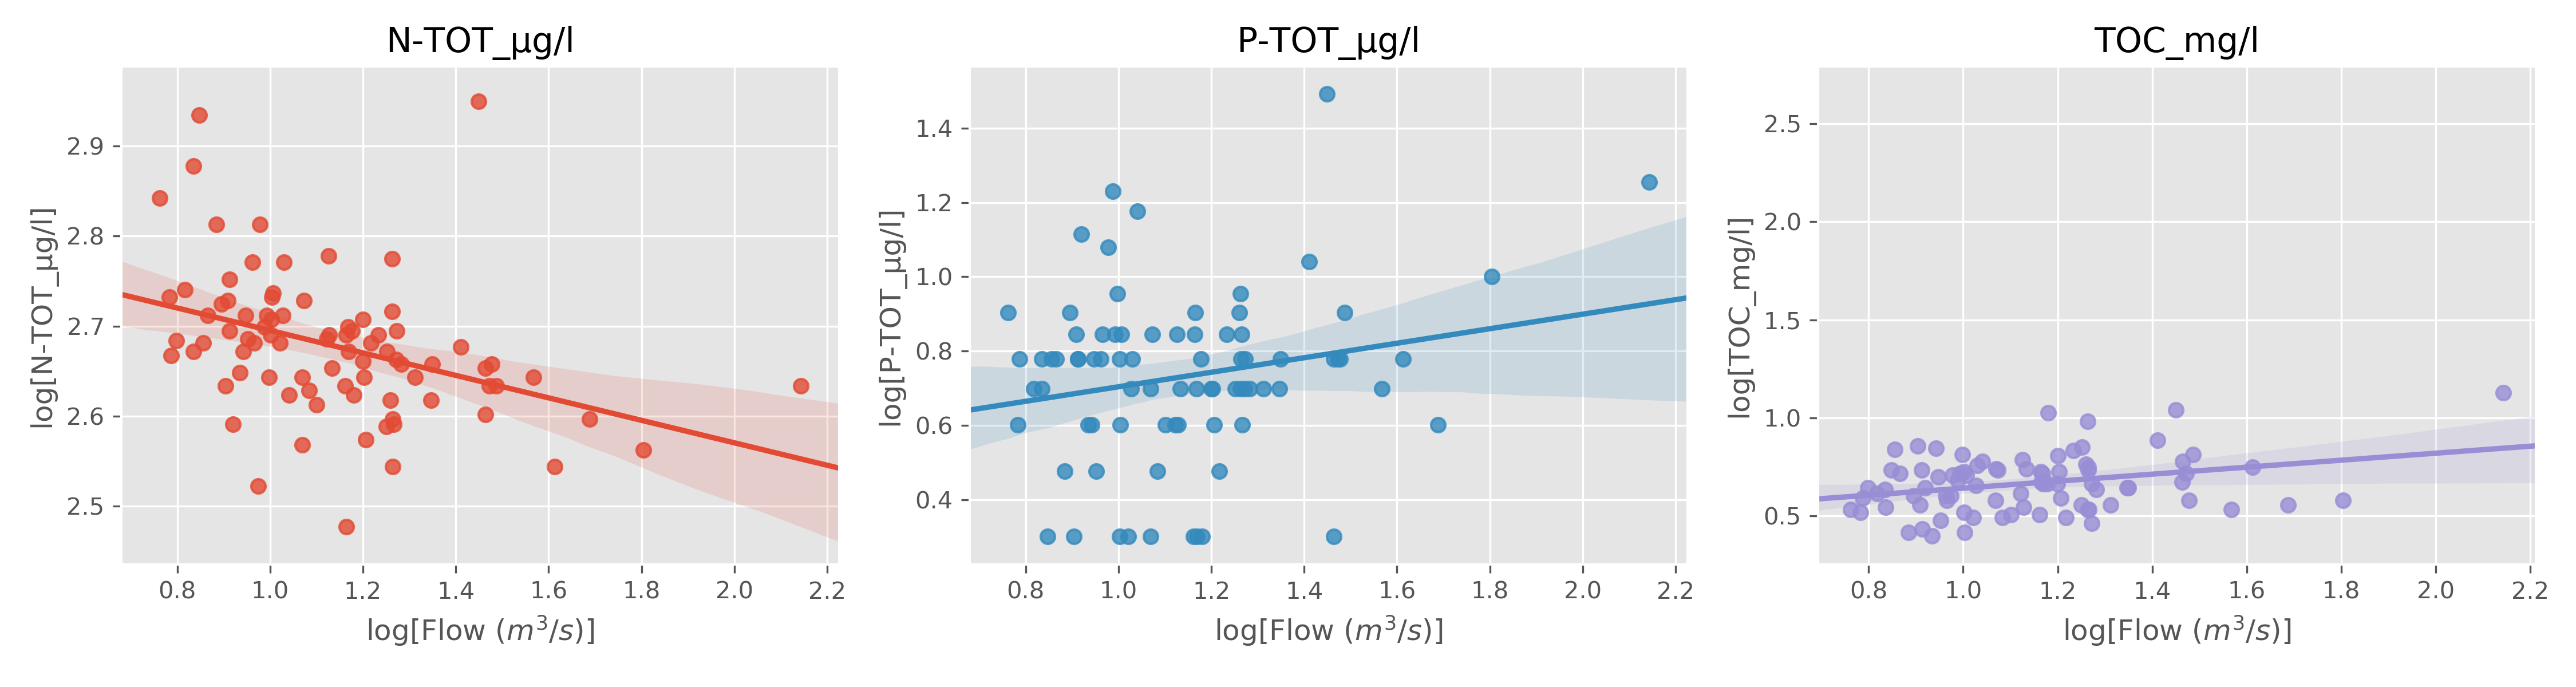 N-TOT_µg/l
log[N-TOT_µg/l]
2.9
2.8
2.7
2.6
2.5
0.8 1.0 1.2 1.4 1.6 1.8 2.0 2.2
log[Flow (m³/s)]
P-TOT_µg/l
log[P-TOT_µg/l]
1.4
1.2
1.0
0.8
0.6
0.4
0.8 1.0 1.2 1.4 1.6 1.8 2.0 2.2
log[Flow (m³/s)]
TOC_mg/l
log[TOC_mg/l]
2.5
2.0
1.5
1.0
0.5
0.8 1.0 1.2 1.4 1.6 1.8 2.0 2.2
log[Flow (m³/s)]